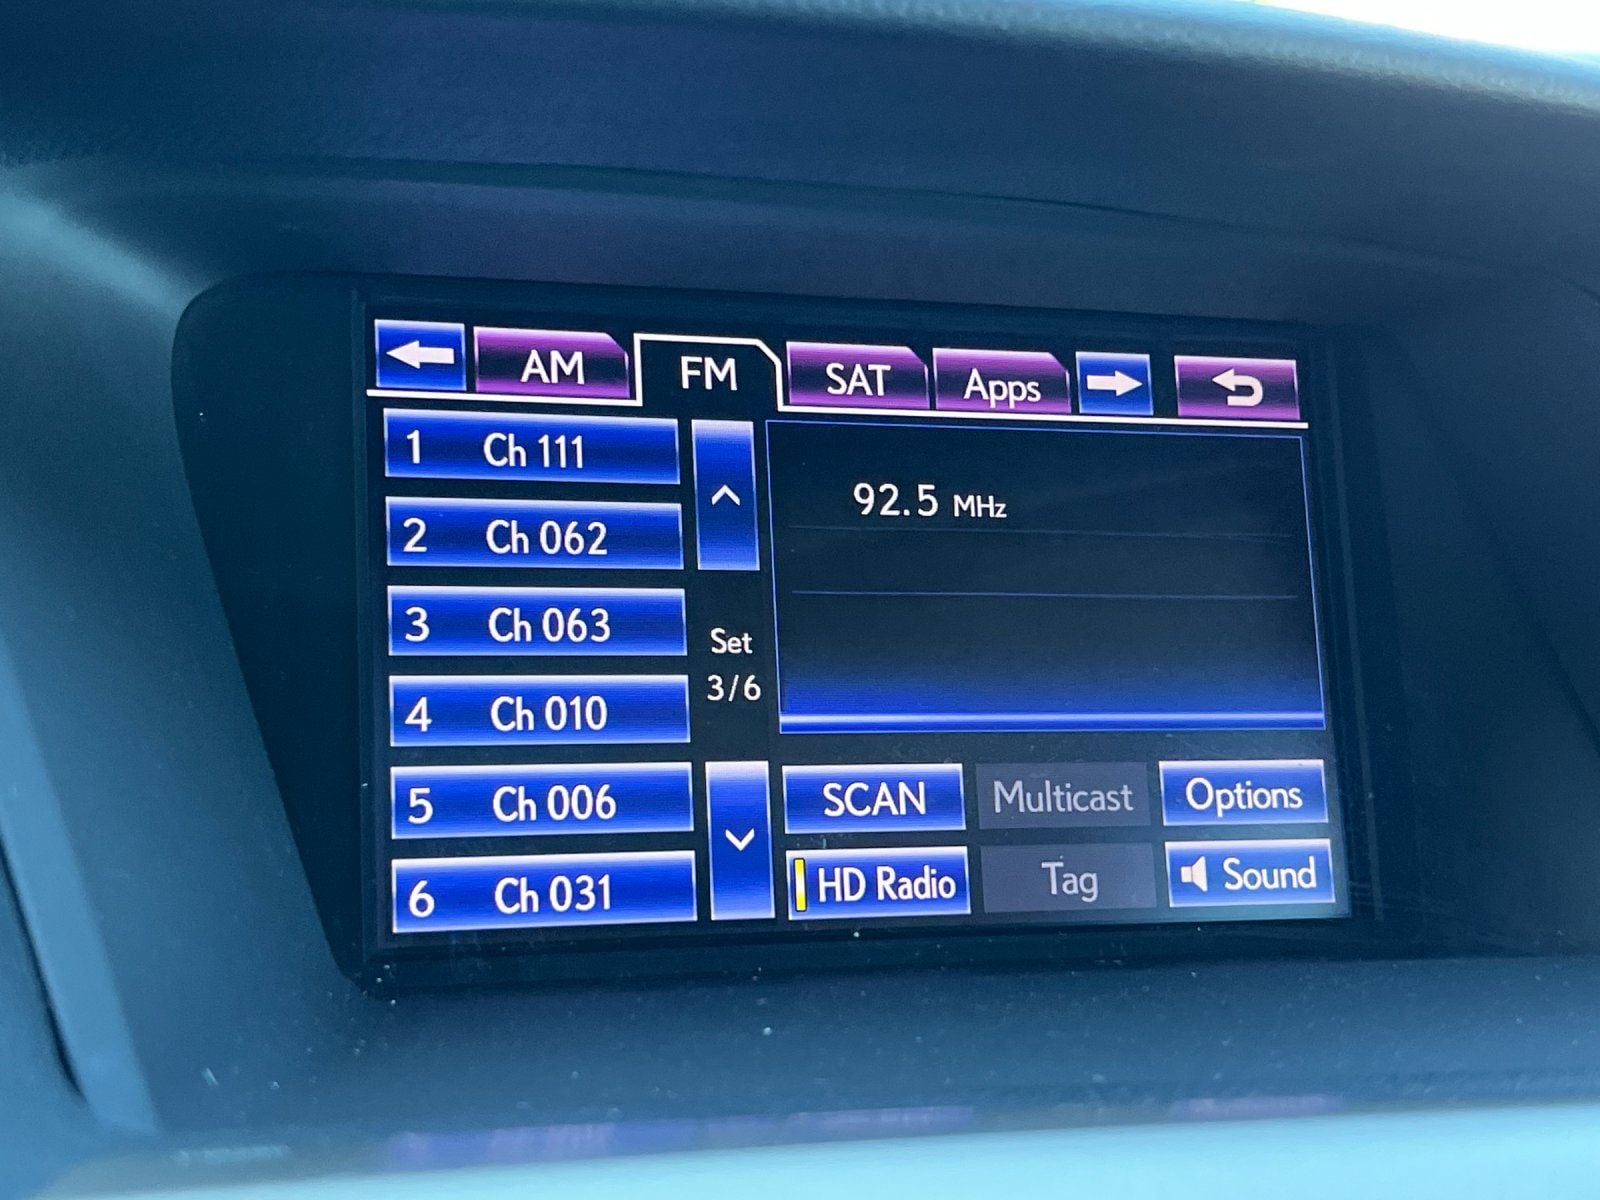 AM FM SAT Apps
1 Ch 111
2 Ch 062
3 Ch 063
4 Ch 010
5 Ch 006
6 Ch 031
Set
3/6
92.5 MHz
SCAN Multicast Options
HD Radio Tag Sound